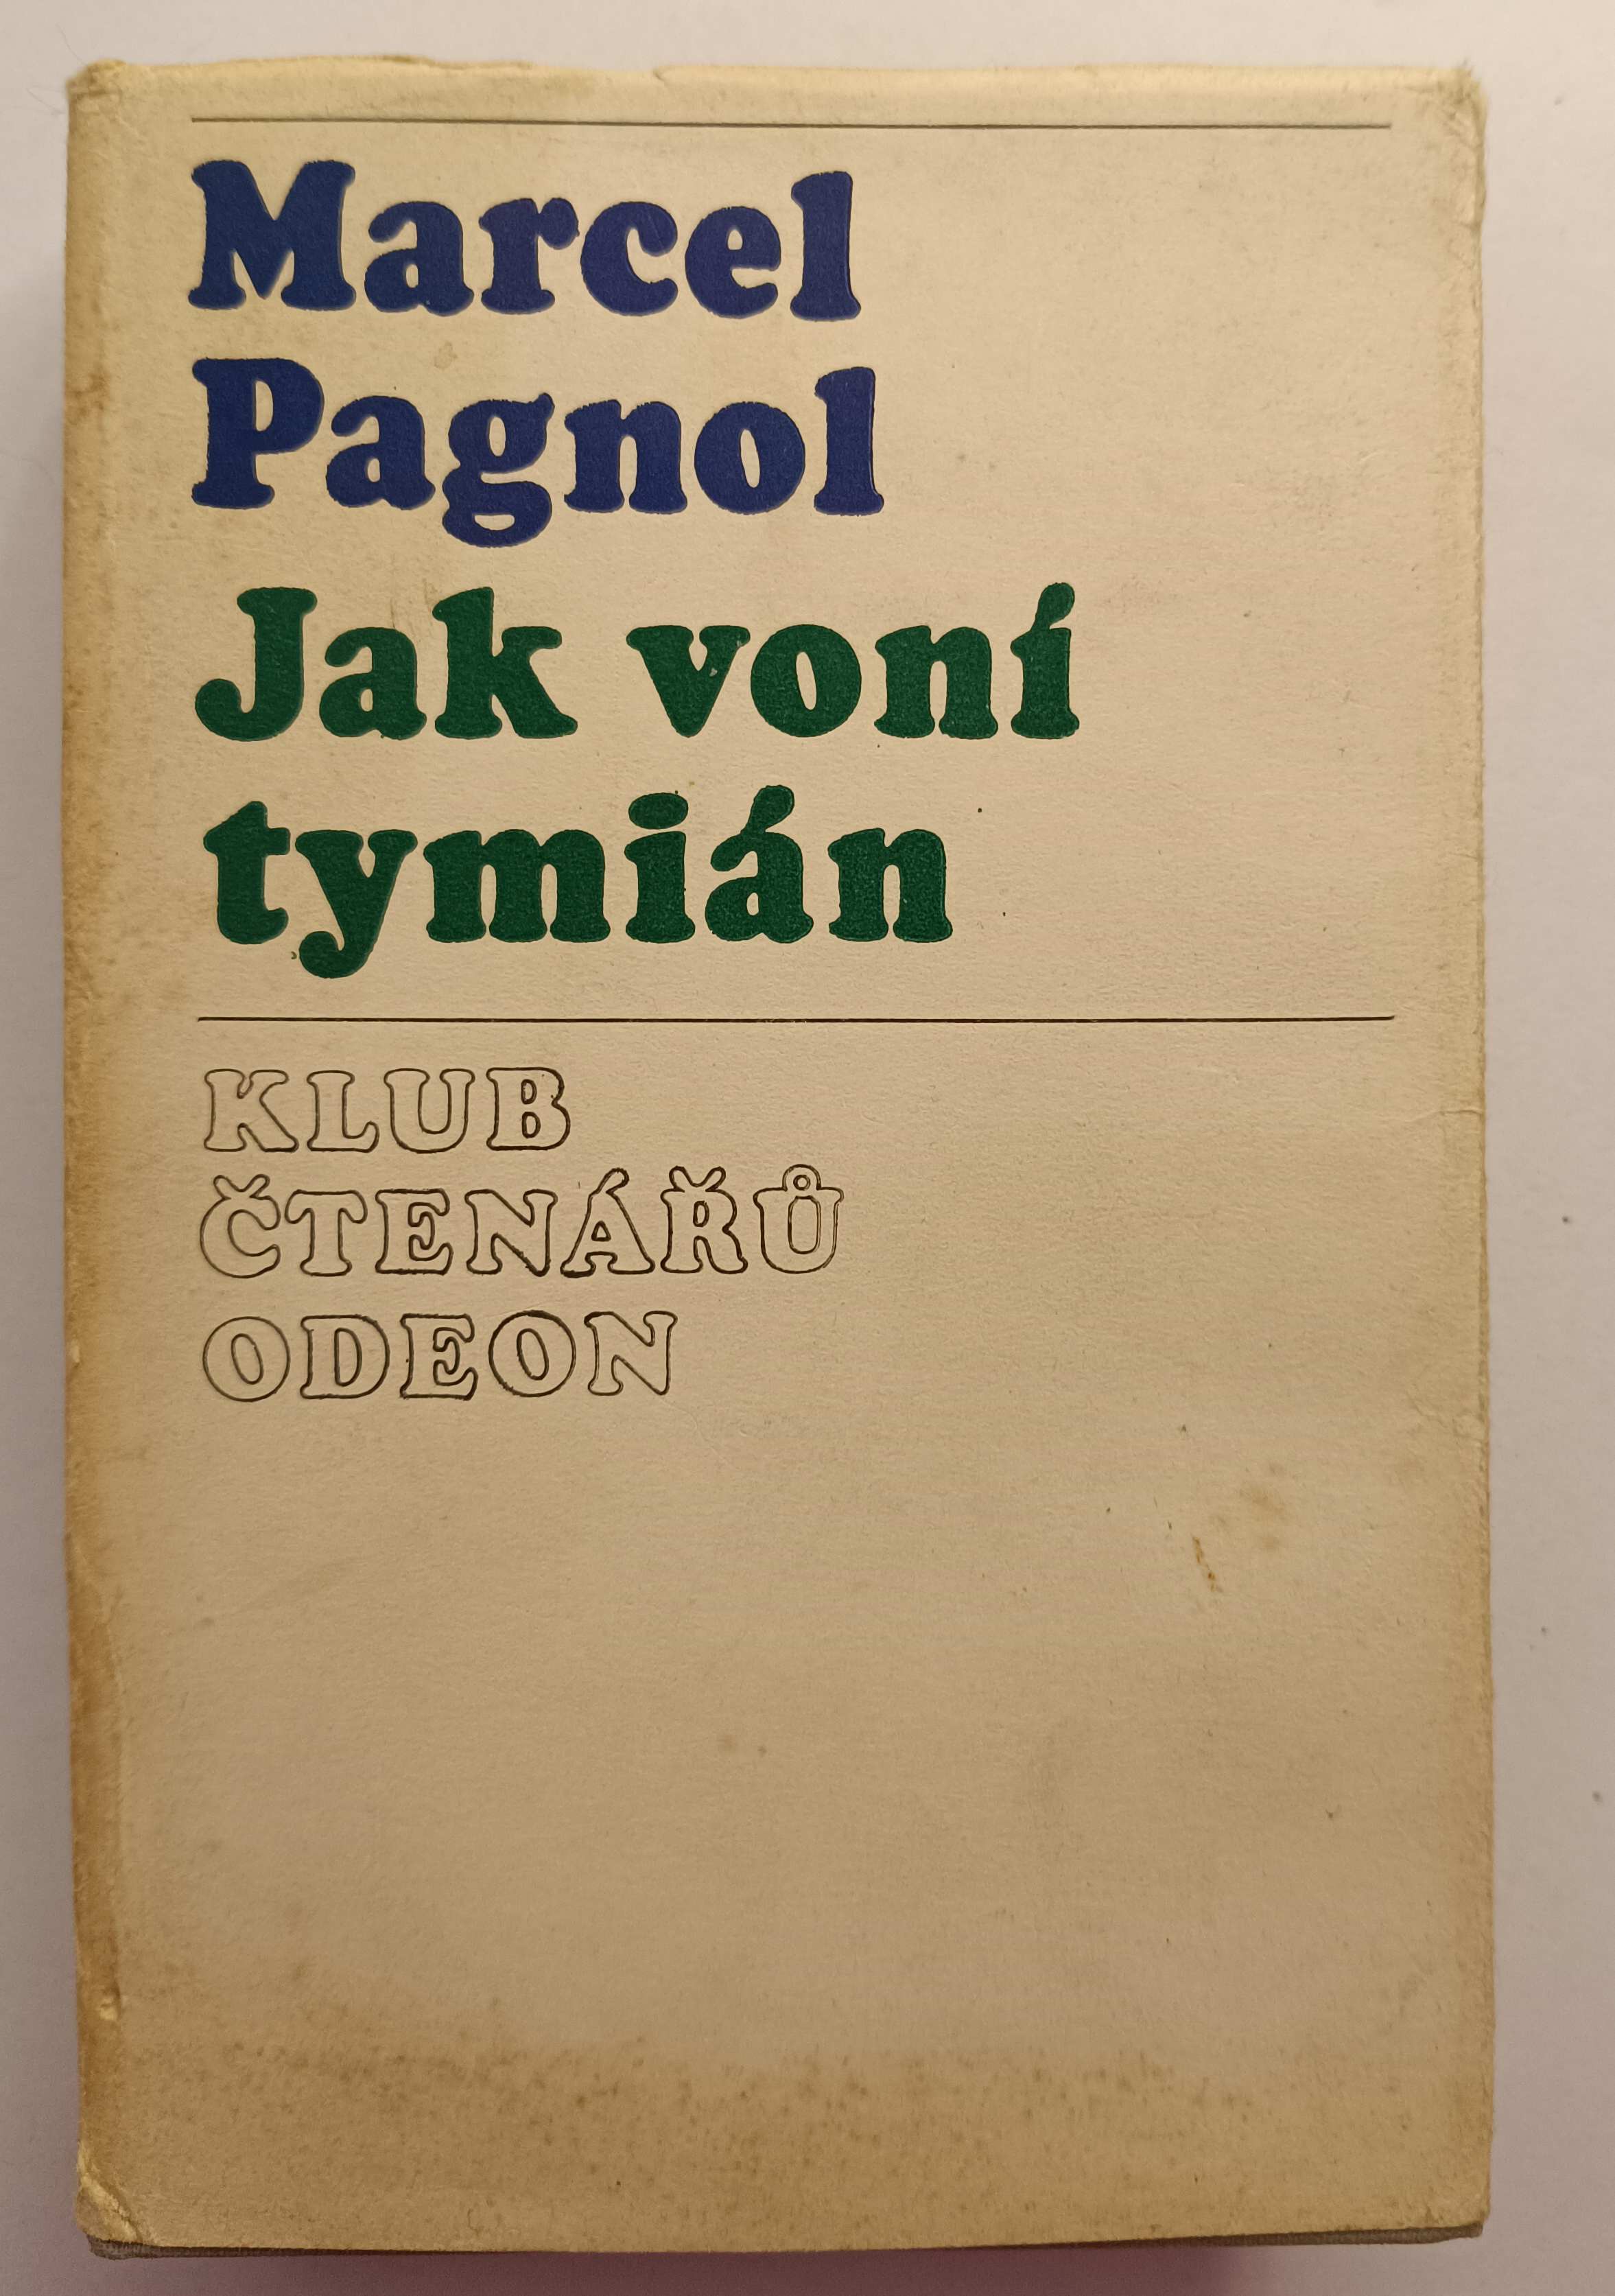 Marcel
Pagnol
Jak voní
tymián
KLUB
ČTENÁŘŮ
ODEON